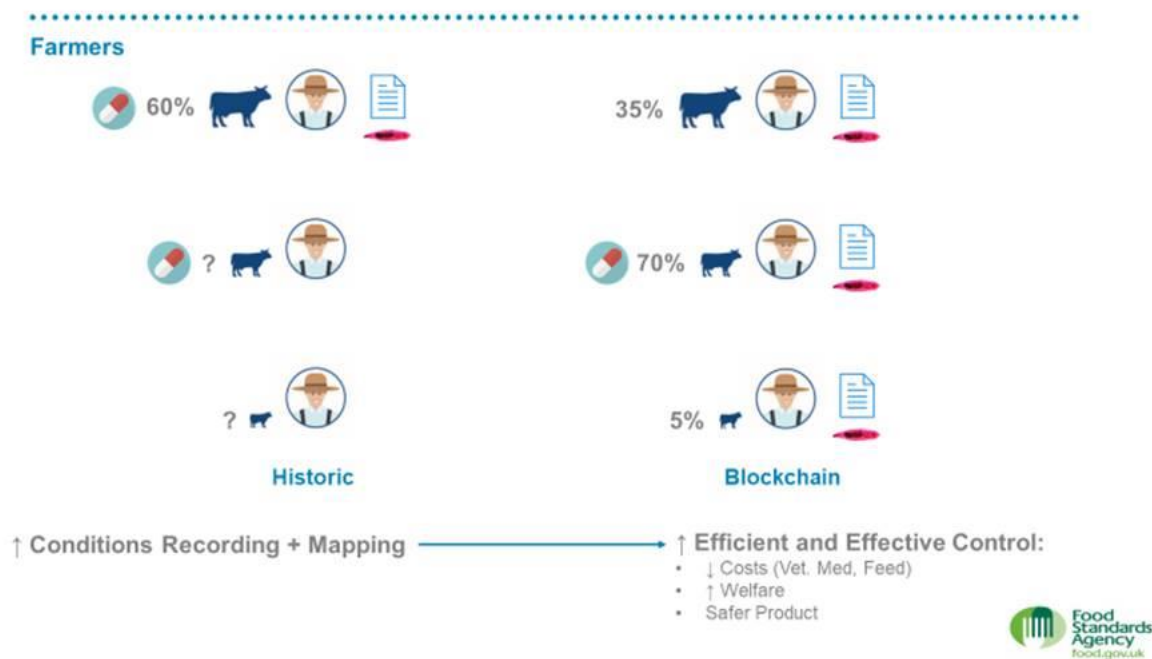 Farmers
60%
35%
?
70%
?
5%
Historic
Blockchain
↑ Conditions Recording + Mapping
↑ Efficient and Effective Control:
• ↓ Costs (Vet. Med, Feed)
• ↑ Welfare
• Safer Product
Food
Standards
Agency
food.gov.uk